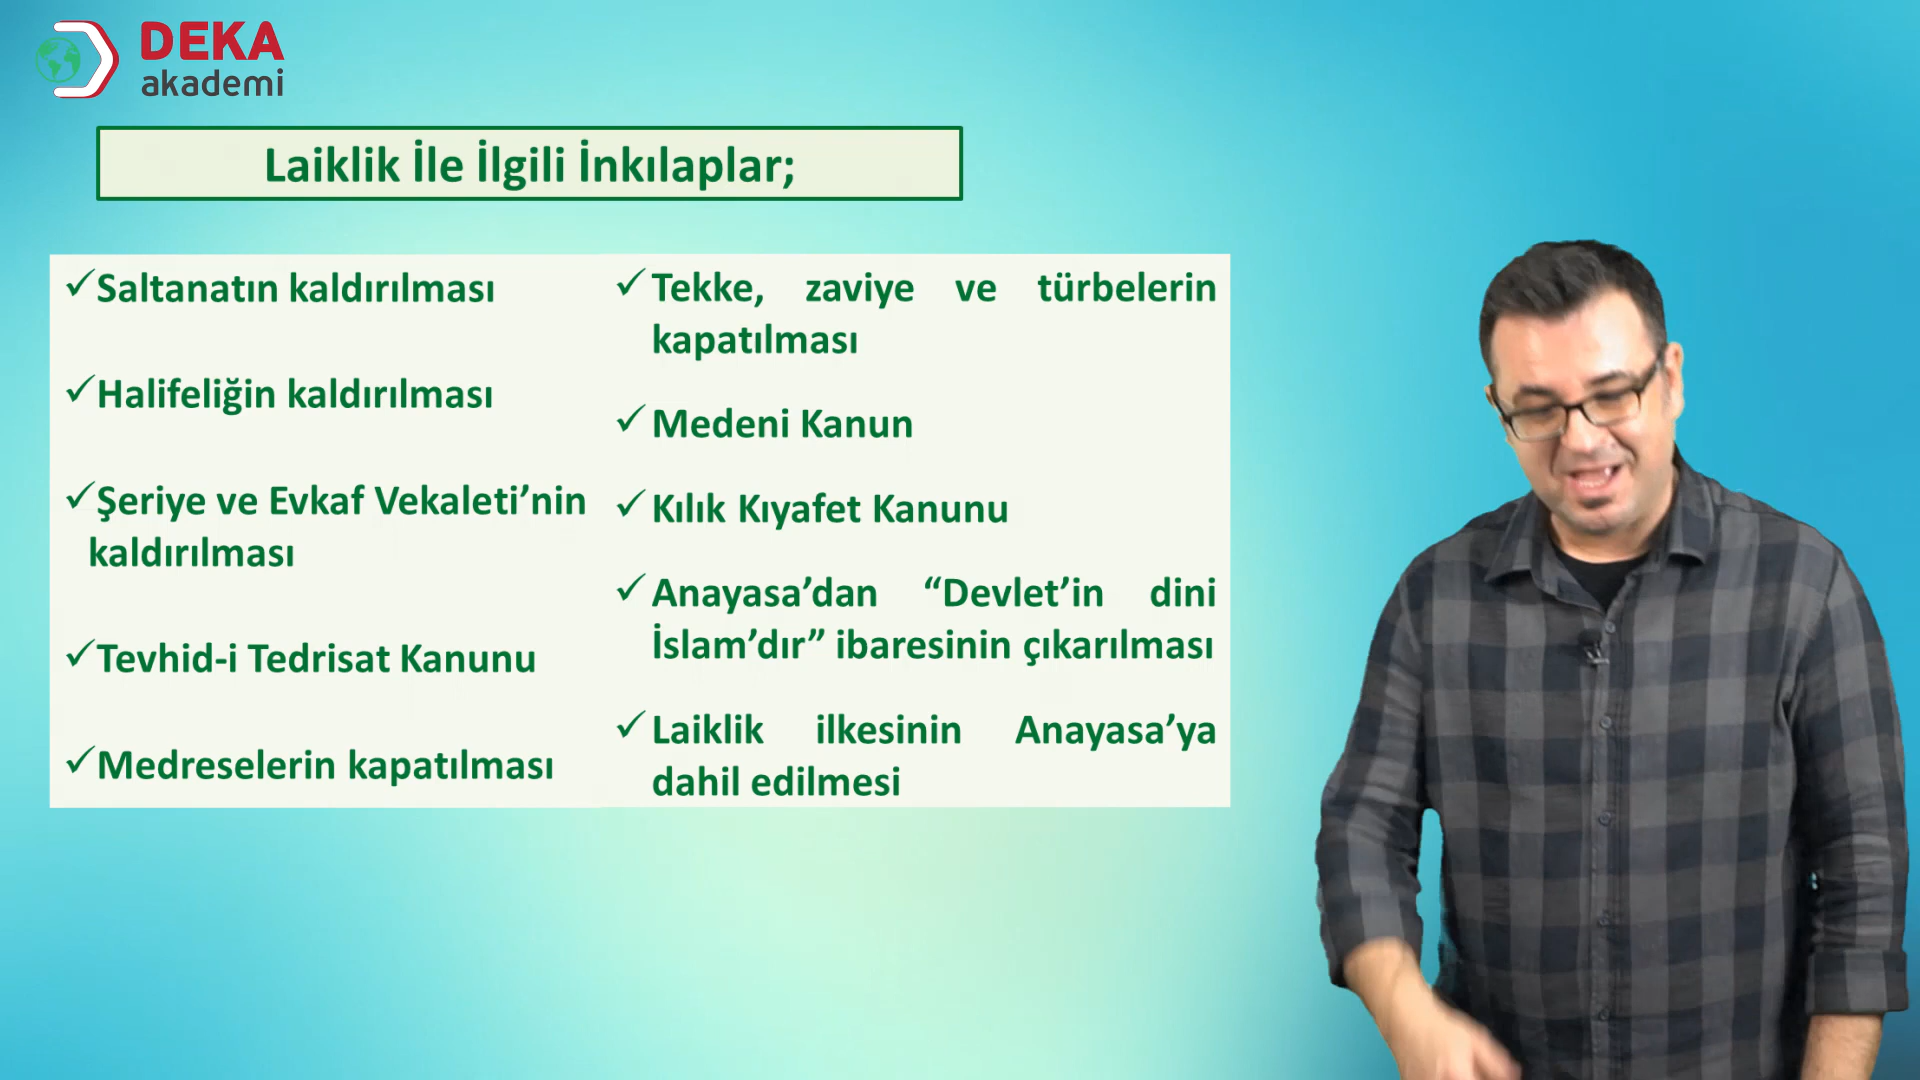 DEKA
akademi
Laiklik İle İlgili İnkılaplar;
✓Saltanatın kaldırılması
✓Halifeliğin kaldırılması
✓Şeriye ve Evkaf Vekaleti’nin
kaldırılması
✓Tevhid-i Tedrisat Kanunu
✓Medreselerin kapatılması
✓Tekke, zaviye ve türbelerin
kapatılması
✓Medeni Kanun
✓Kılık Kıyafet Kanunu
✓Anayasa’dan “Devlet’in dini
İslam’dır” ibaresinin çıkarılması
✓Laiklik ilkesinin Anayasa’ya
dahil edilmesi